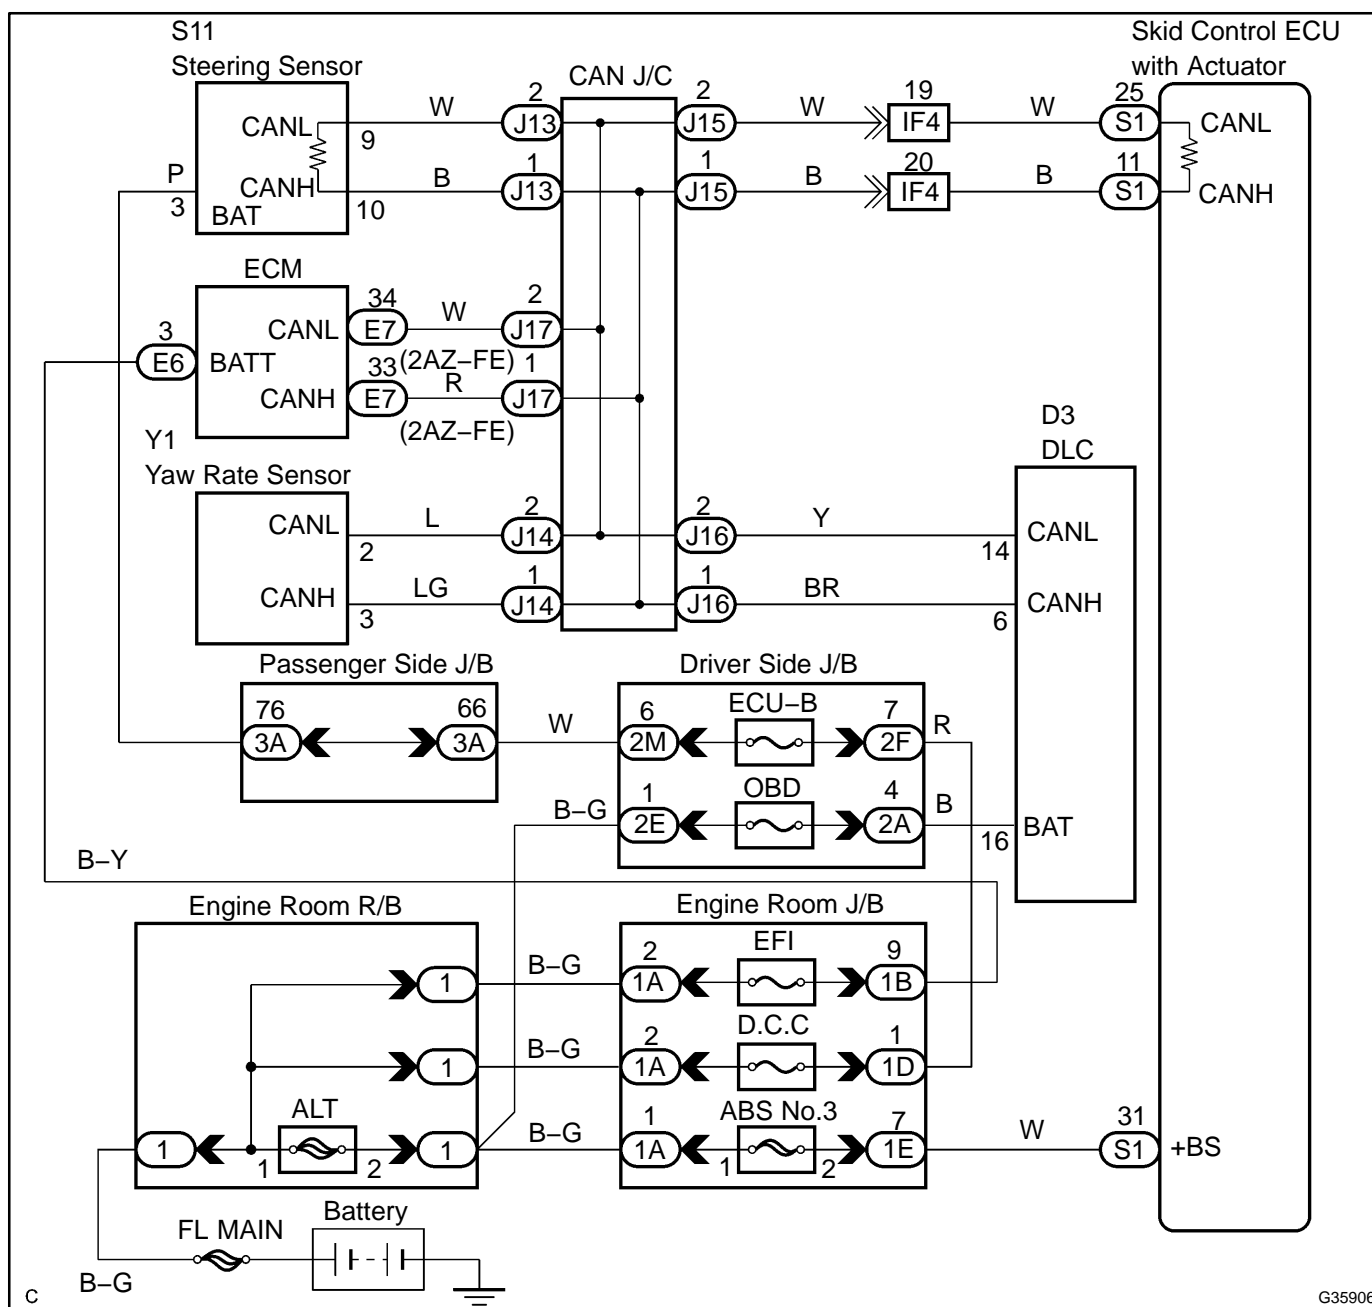 S11
Steering Sensor
Skid Control ECU
with Actuator
CAN J/C
CANL
9
W
2
J13
2
J15
W
19
IF4
W
25
S1
CANL
P
3
CANH
BAT
10
B
1
J13
1
J15
B
20
IF4
B
11
S1
CANH
ECM
3
E6
BATT
CANL
34
E7
W
(2AZ–FE)
2
J17
CANH
33
E7
R
(2AZ–FE)
1
J17
Y1
Yaw Rate Sensor
D3
DLC
CANL
2
L
2
J14
2
J16
Y
14
CANL
CANH
3
LG
1
J14
1
J16
BR
6
CANH
Passenger Side J/B
Driver Side J/B
76
3A
66
3A
W
6
2M
ECU–B
7
2F
R
B–G
1
2E
OBD
4
2A
B
16
BAT
B–Y
Engine Room R/B
Engine Room J/B
1
B–G
2
1A
EFI
9
1B
1
B–G
2
1A
D.C.C
1
1D
1
ALT
1
2
1
B–G
1
1A
ABS No.3
1
2
7
1E
W
31
S1
+BS
FL MAIN
Battery
B–G
C
G35906